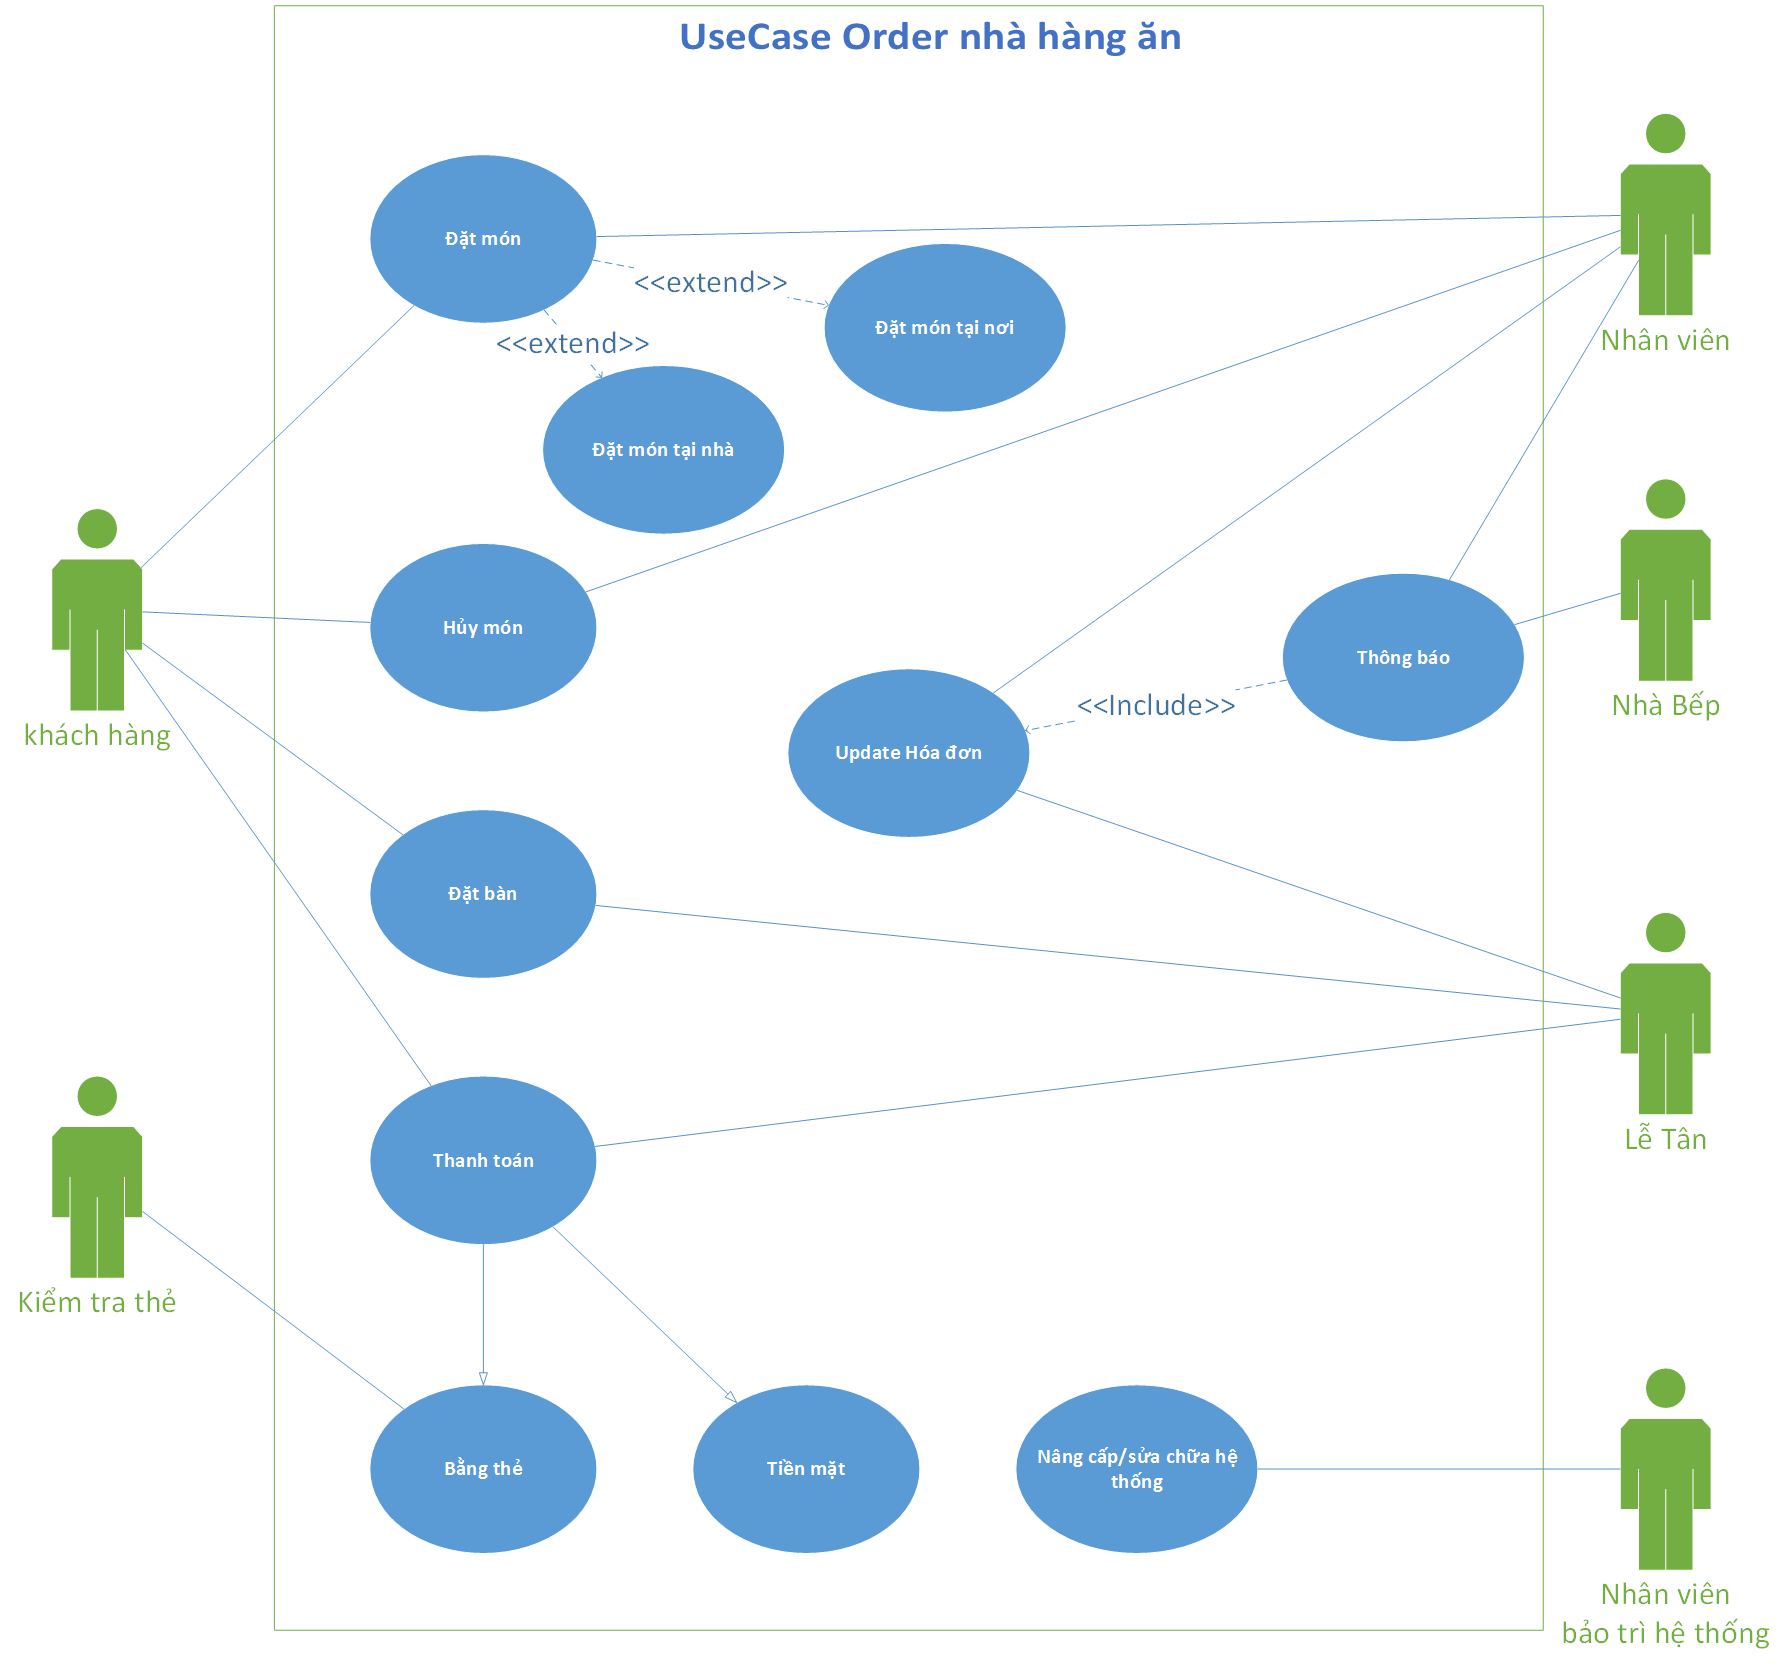 UseCase Order nhà hàng ăn
Đặt món
<<extend>>
Đặt món tại nơi
Nhân viên
<<extend>>
Đặt món tại nhà
Hủy món
khách hàng
Thông báo
Nhà Bếp
<<Include>>
Update Hóa đơn
Đặt bàn
Lễ Tân
Thanh toán
Kiểm tra thẻ
Bằng thẻ
Tiền mặt
Nâng cấp/sửa chữa hệ
thống
Nhân viên
bảo trì hệ thống